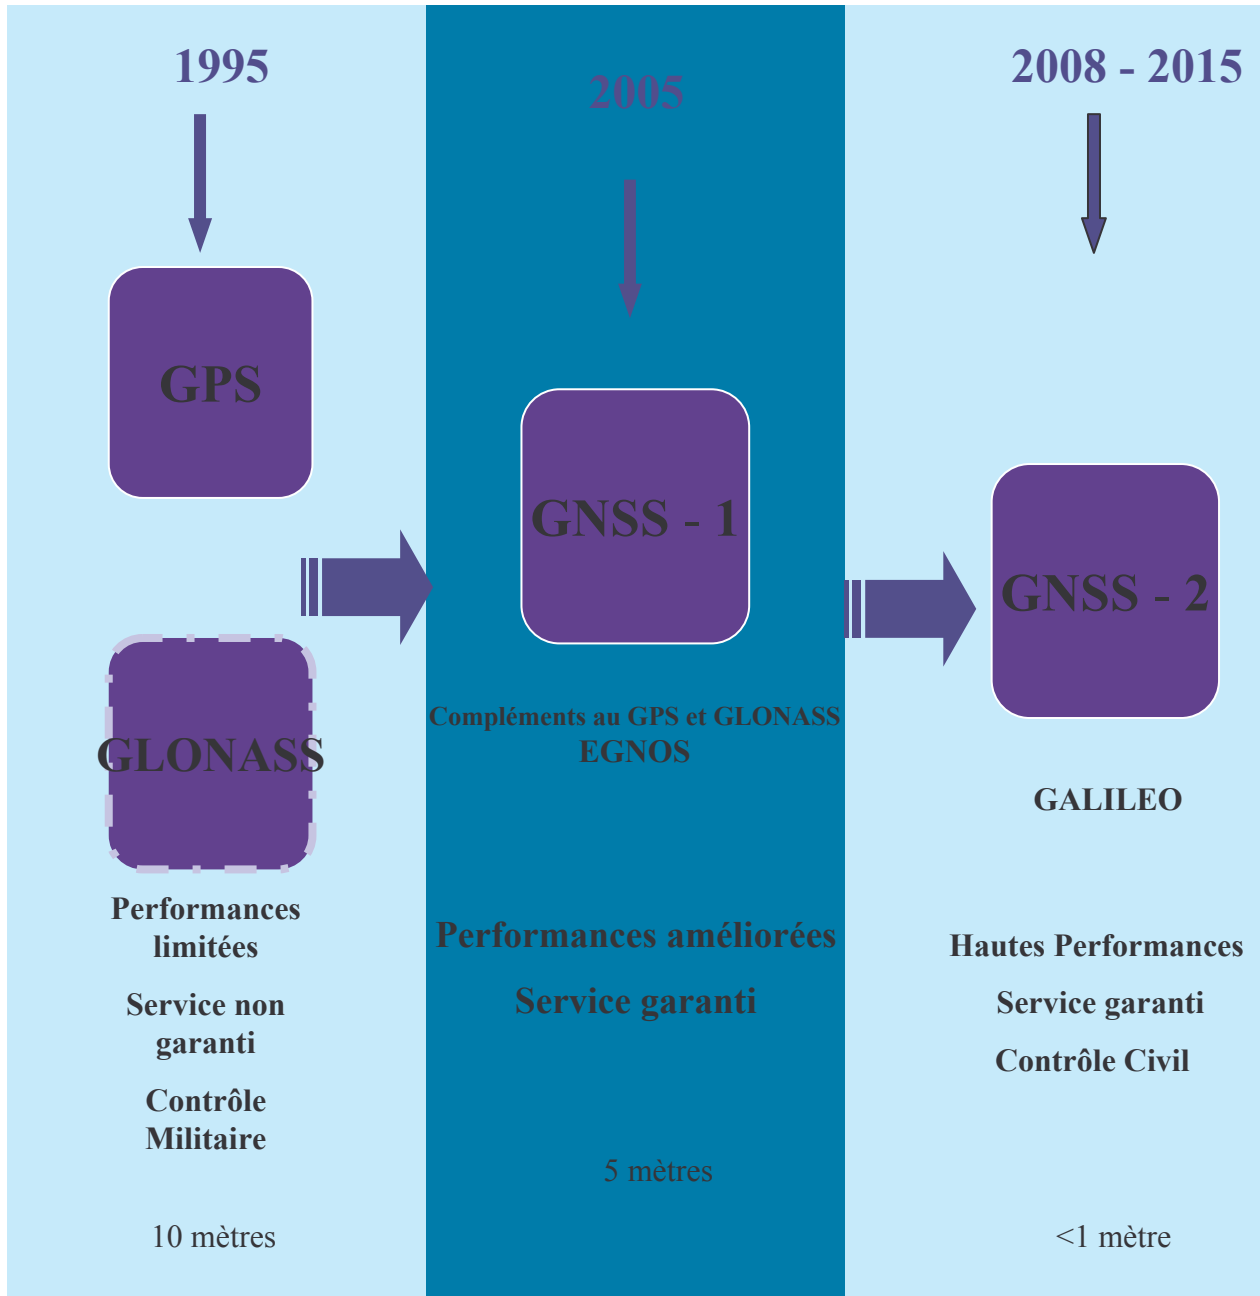 1995
GPS
GLONASS
Performances
limitées
Service non
garanti
Contrôle
Militaire
10 mètres
2005
GNSS - 1
Compléments au GPS et GLONASS
EGNOS
Performances améliorées
Service garanti
5 mètres
2008 - 2015
GNSS - 2
GALILEO
Hautes Performances
Service garanti
Contrôle Civil
<1 mètre